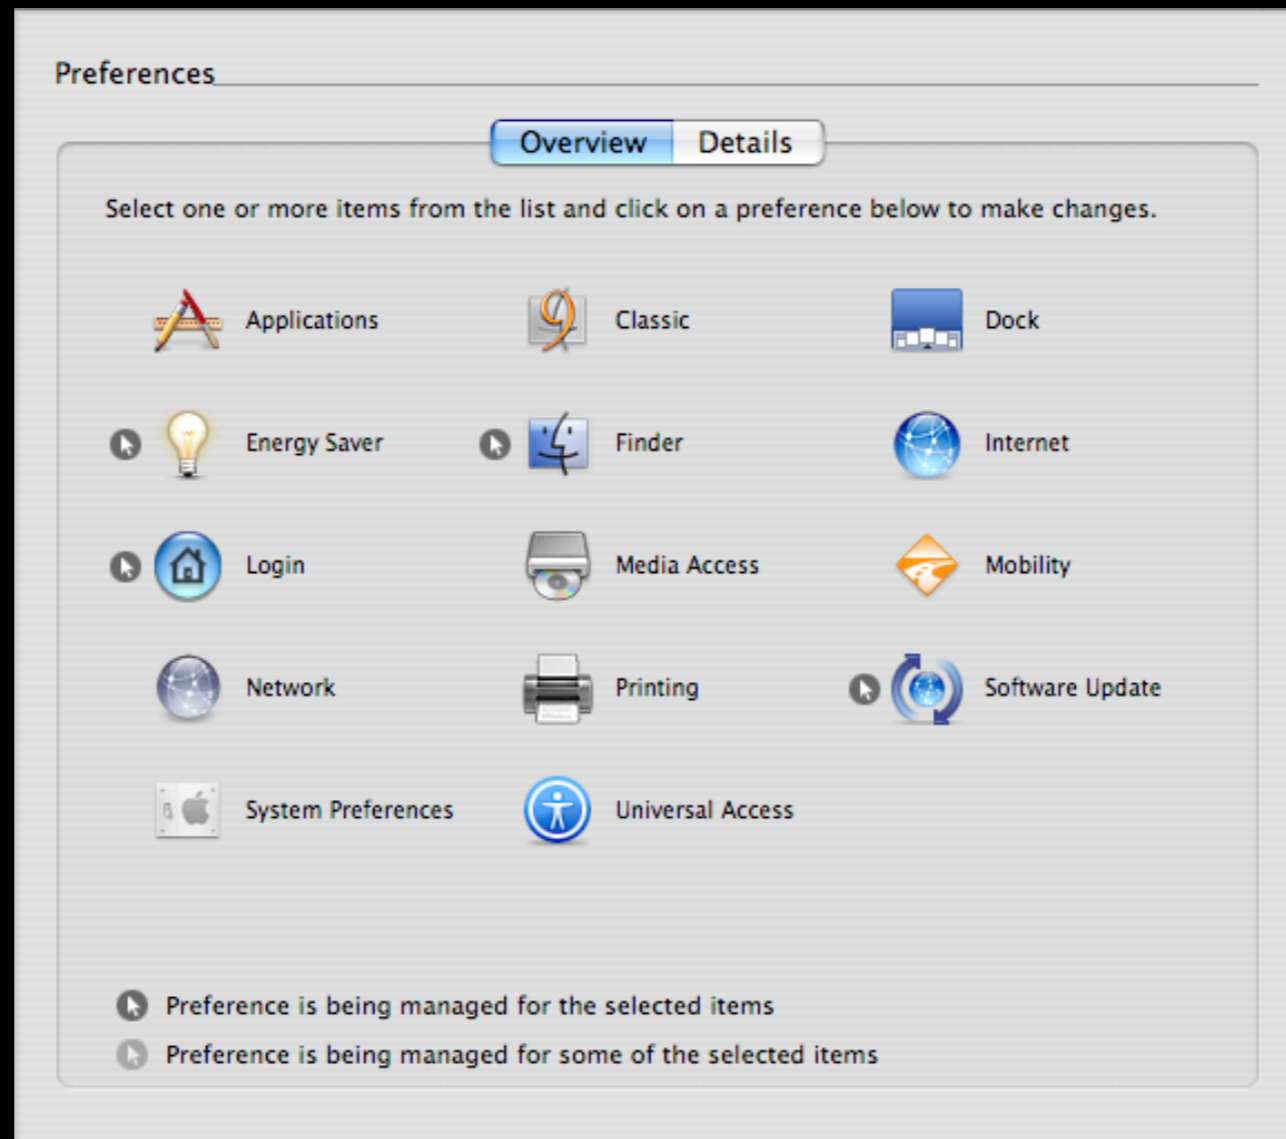 Preferences
Overview Details
Select one or more items from the list and click on a preference below to make changes.
Applications Classic Dock
Energy Saver Finder Internet
Login Media Access Mobility
Network Printing Software Update
System Preferences Universal Access
Preference is being managed for the selected items
Preference is being managed for some of the selected items